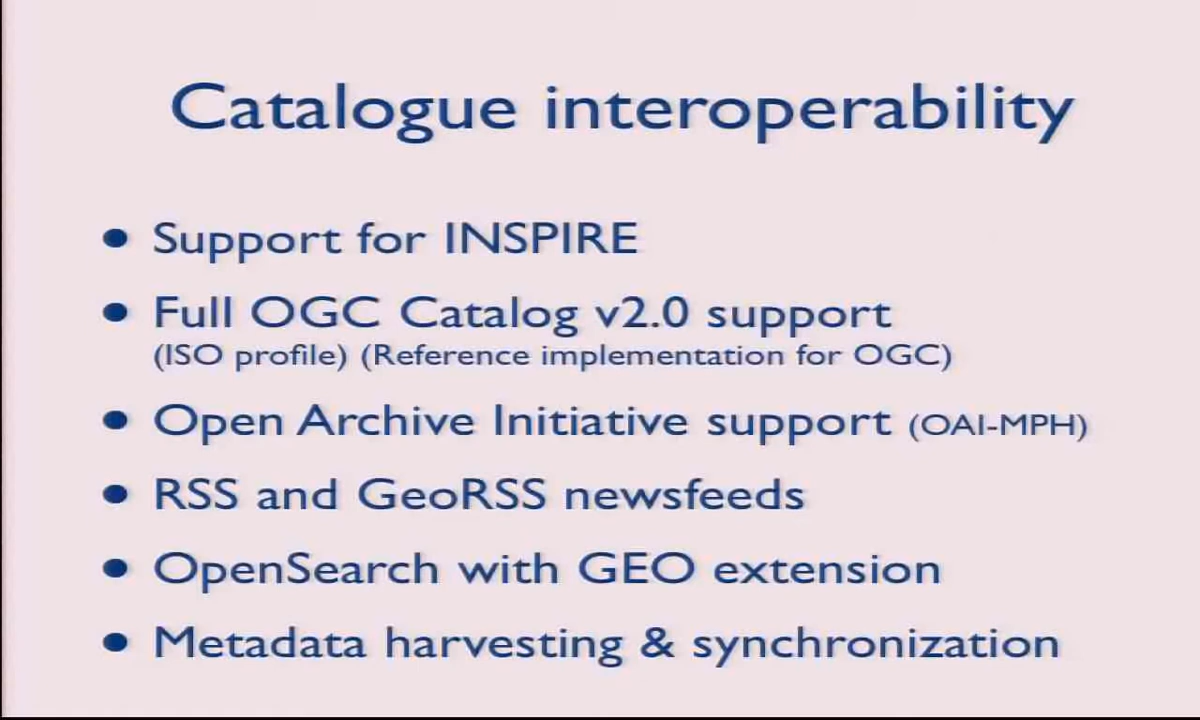 Catalogue interoperability
• Support for INSPIRE
• Full OGC Catalog v2.0 support
(ISO profile) (Reference implementation for OGC)
• Open Archive Initiative support (OAI-MPH)
• RSS and GeoRSS newsfeeds
• OpenSearch with GEO extension
• Metadata harvesting & synchronization